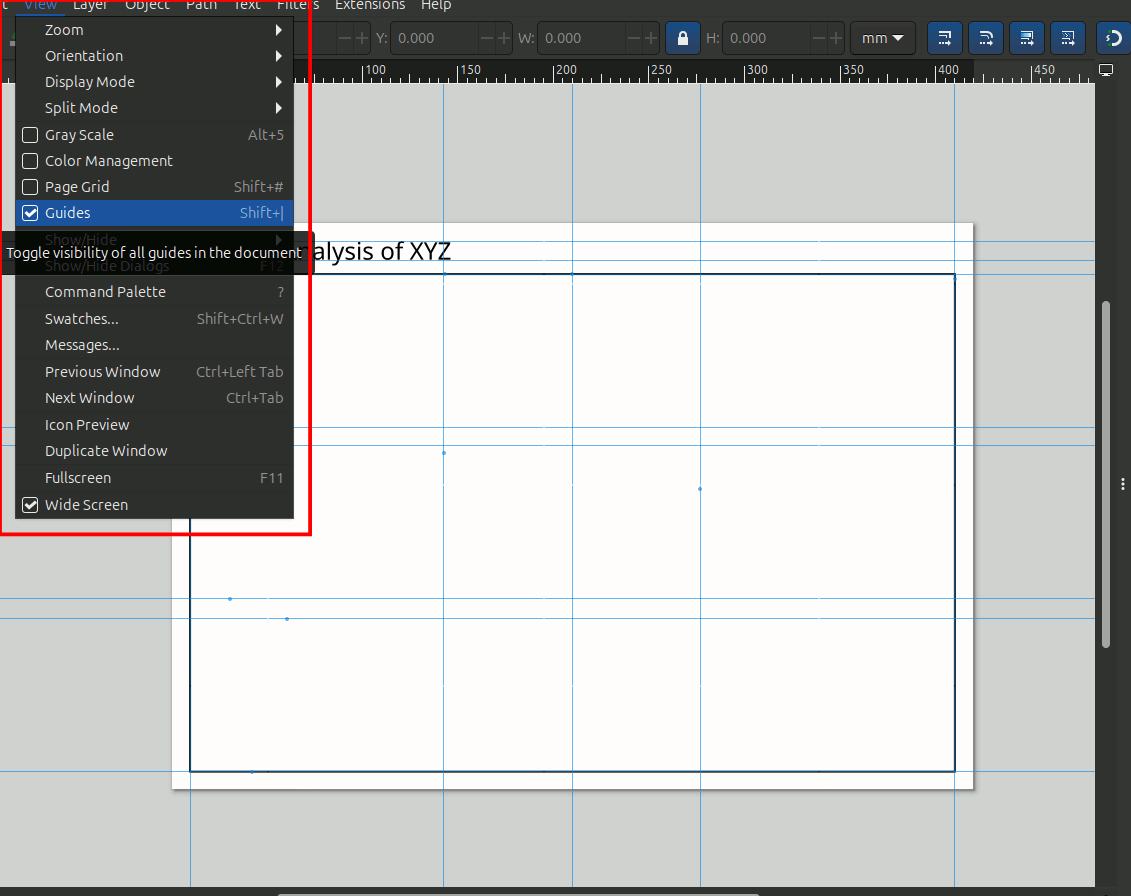 View Layer Object Path Text Filters Extensions Help
Y: 0.000 W: 0.000 H: 0.000 mm
100 150 200 250 300 350 400 450
Zoom
Orientation
Display Mode
Split Mode
Gray Scale Alt+5
Color Management
Page Grid Shift+#
Guides Shift+|
Show/Hide
Toggle visibility of all guides in the document
alysis of XYZ
Show/Hide Dialogs F12
Command Palette ?
Swatches... Shift+Ctrl+W
Messages...
Previous Window Ctrl+Left Tab
Next Window Ctrl+Tab
Icon Preview
Duplicate Window
Fullscreen F11
Wide Screen